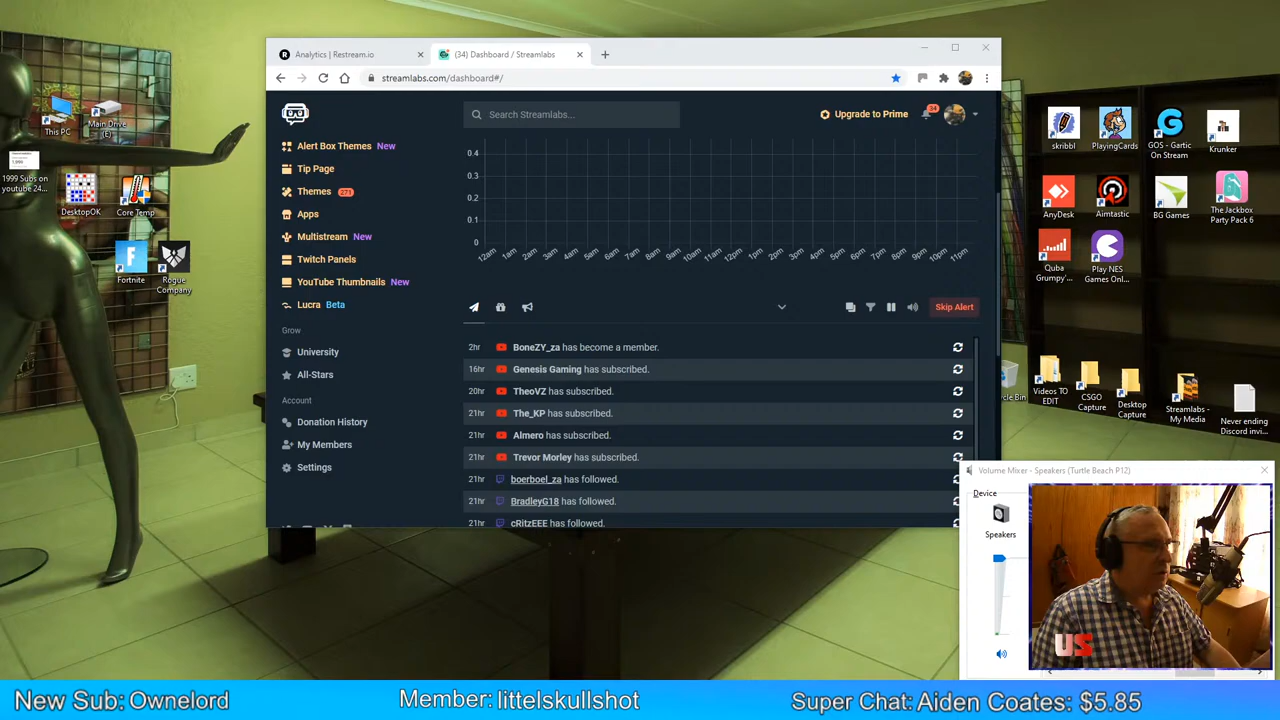 Analytics | Restream.io
(34) Dashboard / Streamlabs
streamlabs.com/dashboard#/
Search Streamlabs...
Upgrade to Prime
34
Alert Box Themes New
Tip Page
Themes 271
Apps
Multistream New
Twitch Panels
YouTube Thumbnails New
Lucra Beta
Grow
University
All-Stars
Account
Donation History
My Members
Settings
0.4
0.3
0.2
0.1
0
12am 1am 2am 3am 4am 5am 6am 7am 8am 9am 10am 11am 12pm 1pm 2pm 3pm 4pm 5pm 6pm 7pm 8pm 9pm 10pm 11pm
Skip Alert
2hr BoneZY_za has become a member.
16hr Genesis Gaming has subscribed.
20hr TheoVZ has subscribed.
21hr The_KP has subscribed.
21hr Almero has subscribed.
21hr Trevor Morley has subscribed.
21hr boerboel_za has followed.
21hr BradleyG18 has followed.
21hr cRitzEEE has followed.
This PC
Main Drive (E)
1999 Subs on youtube 24...
DesktopOK
Core Temp
Fortnite
Rogue Company
skribbl
PlayingCards
GOS - Gartic On Stream
Krunker
AnyDesk
Aimtastic
BG Games
The Jackbox Party Pack 6
Quba Grumpy'...
Play NES Games Onl...
cycle Bin
Videos TO EDIT
CSGO Capture
Desktop Capture
Streamlabs - My Media
Never ending Discord invi...
Volume Mixer - Speakers (Turtle Beach P12)
Device
Speakers
US
New Sub: Ownelord
Member: littelskullshot
Super Chat: Aiden Coates: $5.85